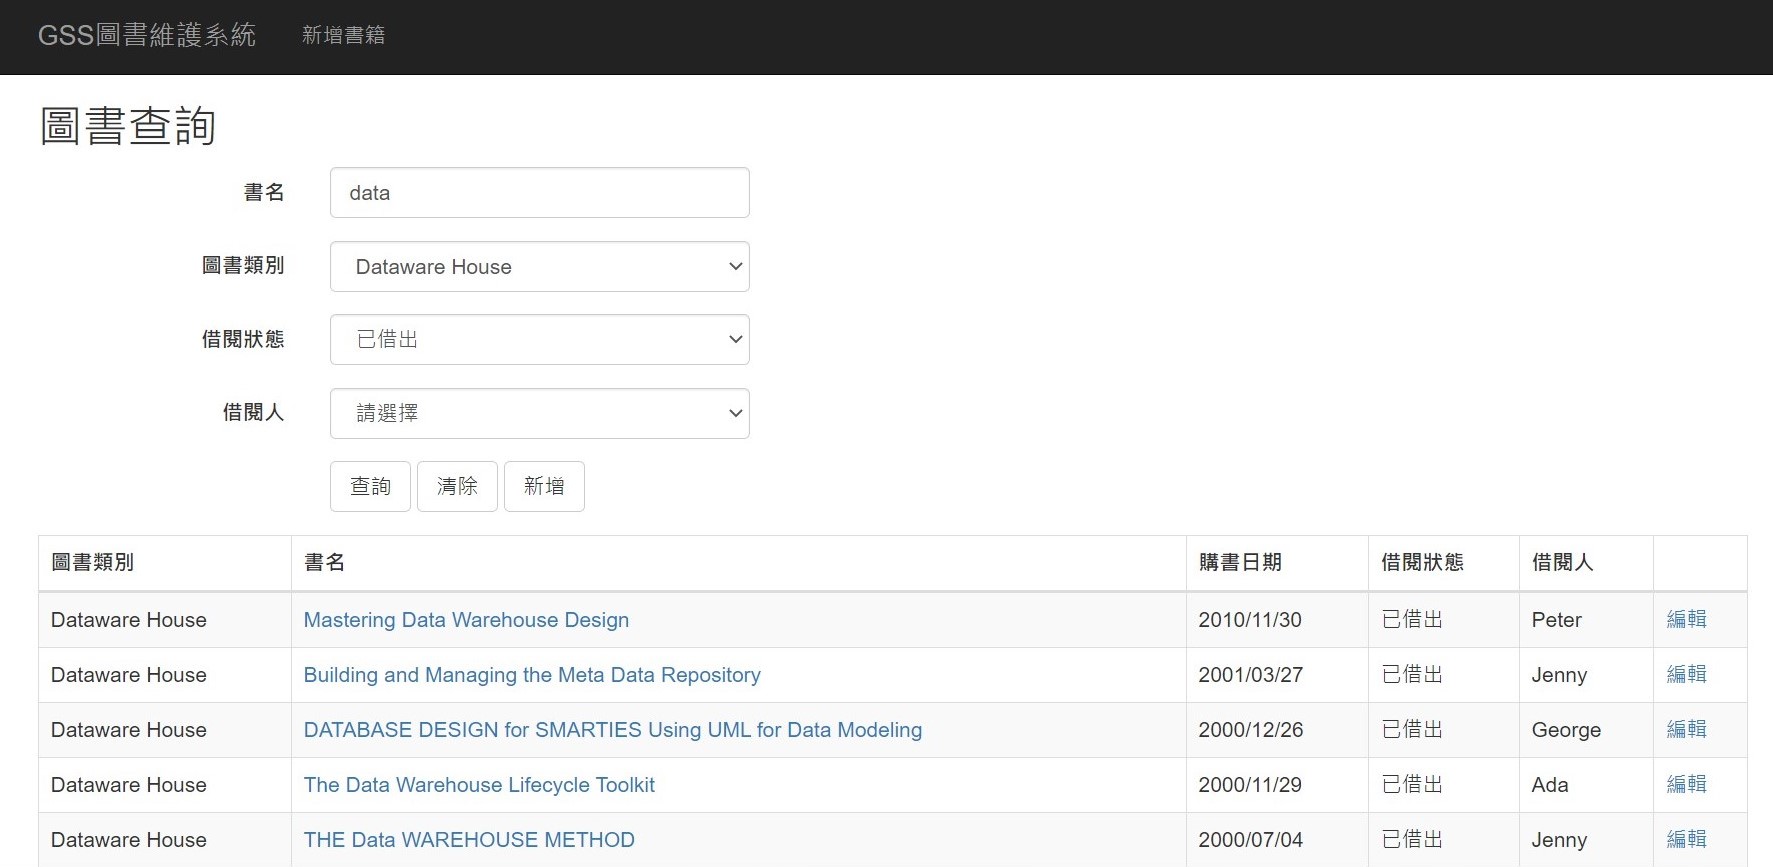 GSS圖書維護系統 新增書籍
圖書查詢
書名 data
圖書類別 Dataware House
借閱狀態 已借出
借閱人 請選擇
查詢 清除 新增
圖書類別 書名 購書日期 借閱狀態 借閱人
Dataware House Mastering Data Warehouse Design 2010/11/30 已借出 Peter 編輯
Dataware House Building and Managing the Meta Data Repository 2001/03/27 已借出 Jenny 編輯
Dataware House DATABASE DESIGN for SMARTIES Using UML for Data Modeling 2000/12/26 已借出 George 編輯
Dataware House The Data Warehouse Lifecycle Toolkit 2000/11/29 已借出 Ada 編輯
Dataware House THE Data WAREHOUSE METHOD 2000/07/04 已借出 Jenny 編輯